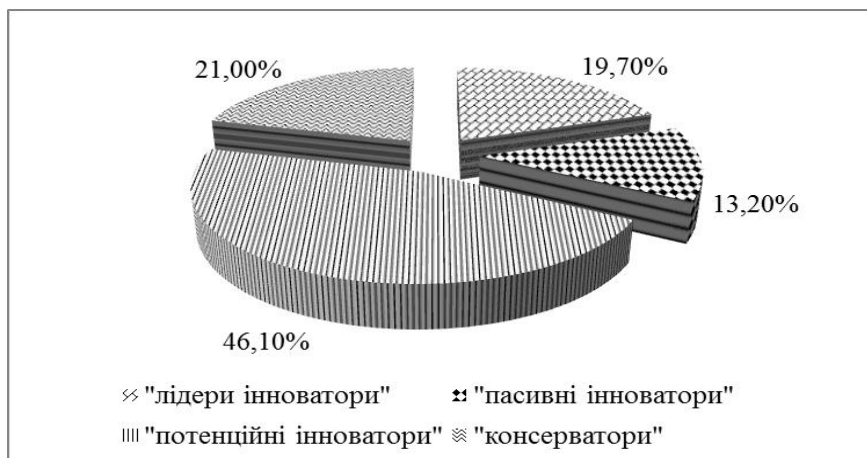 21,00%
19,70%
13,20%
46,10%
"лідери інноватори"
"пасивні інноватори"
"потенційні інноватори"
"консерватори"